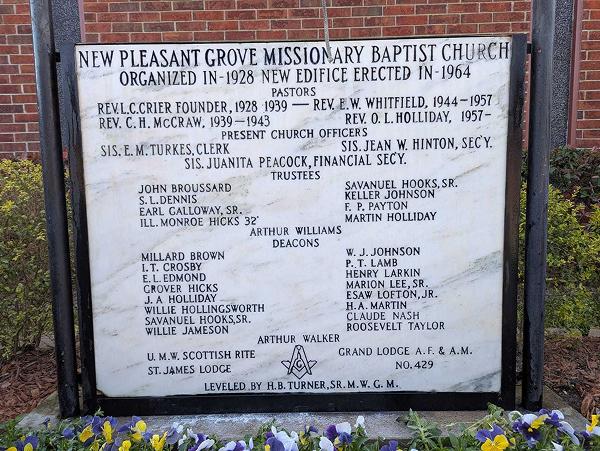 NEW PLEASANT GROVE MISSIONARY BAPTIST CHURCH
ORGANIZED IN-1928 NEW EDIFICE ERECTED IN-1964
PASTORS
REV. L.C. CRIER FOUNDER, 1928 1939 — REV. E.W. WHITFIELD, 1944-1957
REV. C. H. McCRAW, 1939-1943 REV. O. L. HOLLIDAY, 1957-
PRESENT CHURCH OFFICERS
SIS. E. M. TURKES, CLERK SIS. JEAN W. HINTON, SEC'Y.
SIS. JUANITA PEACOCK, FINANCIAL SEC'Y.
TRUSTEES
JOHN BROUSSARD SAVANUEL HOOKS, SR.
S. L. DENNIS KELLER JOHNSON
EARL GALLOWAY, SR. F. P. PAYTON
ILL. MONROE HICKS 32° MARTIN HOLLIDAY
ARTHUR WILLIAMS
DEACONS
MILLARD BROWN W. J. JOHNSON
I. T. CROSBY P. T. LAMB
E. L. EDMOND HENRY LARKIN
GROVER HICKS MARION LEE, SR.
J. A. HOLLIDAY ESAW LOFTON, JR.
WILLIE HOLLINGSWORTH H. A. MARTIN
SAVANUEL HOOKS, SR. CLAUDE NASH
WILLIE JAMESON ROOSEVELT TAYLOR
ARTHUR WALKER
U. M. W. SCOTTISH RITE G GRAND LODGE A. F. & A. M.
ST. JAMES LODGE NO. 429
LEVELED BY H. B. TURNER, SR. M. W. G. M.